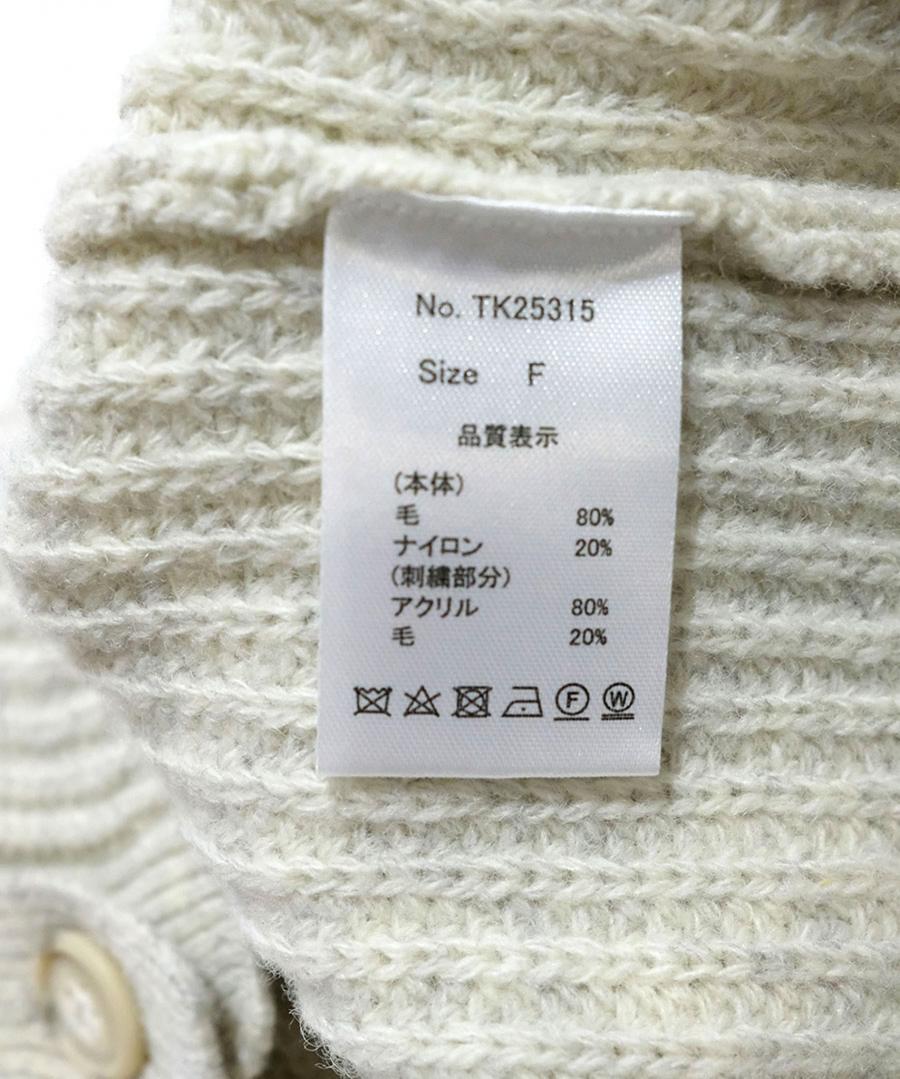 No. TK25315
Size F
品質表示
(本体)
毛 80%
ナイロン 20%
(刺繍部分)
アクリル 80%
毛 20%
F W